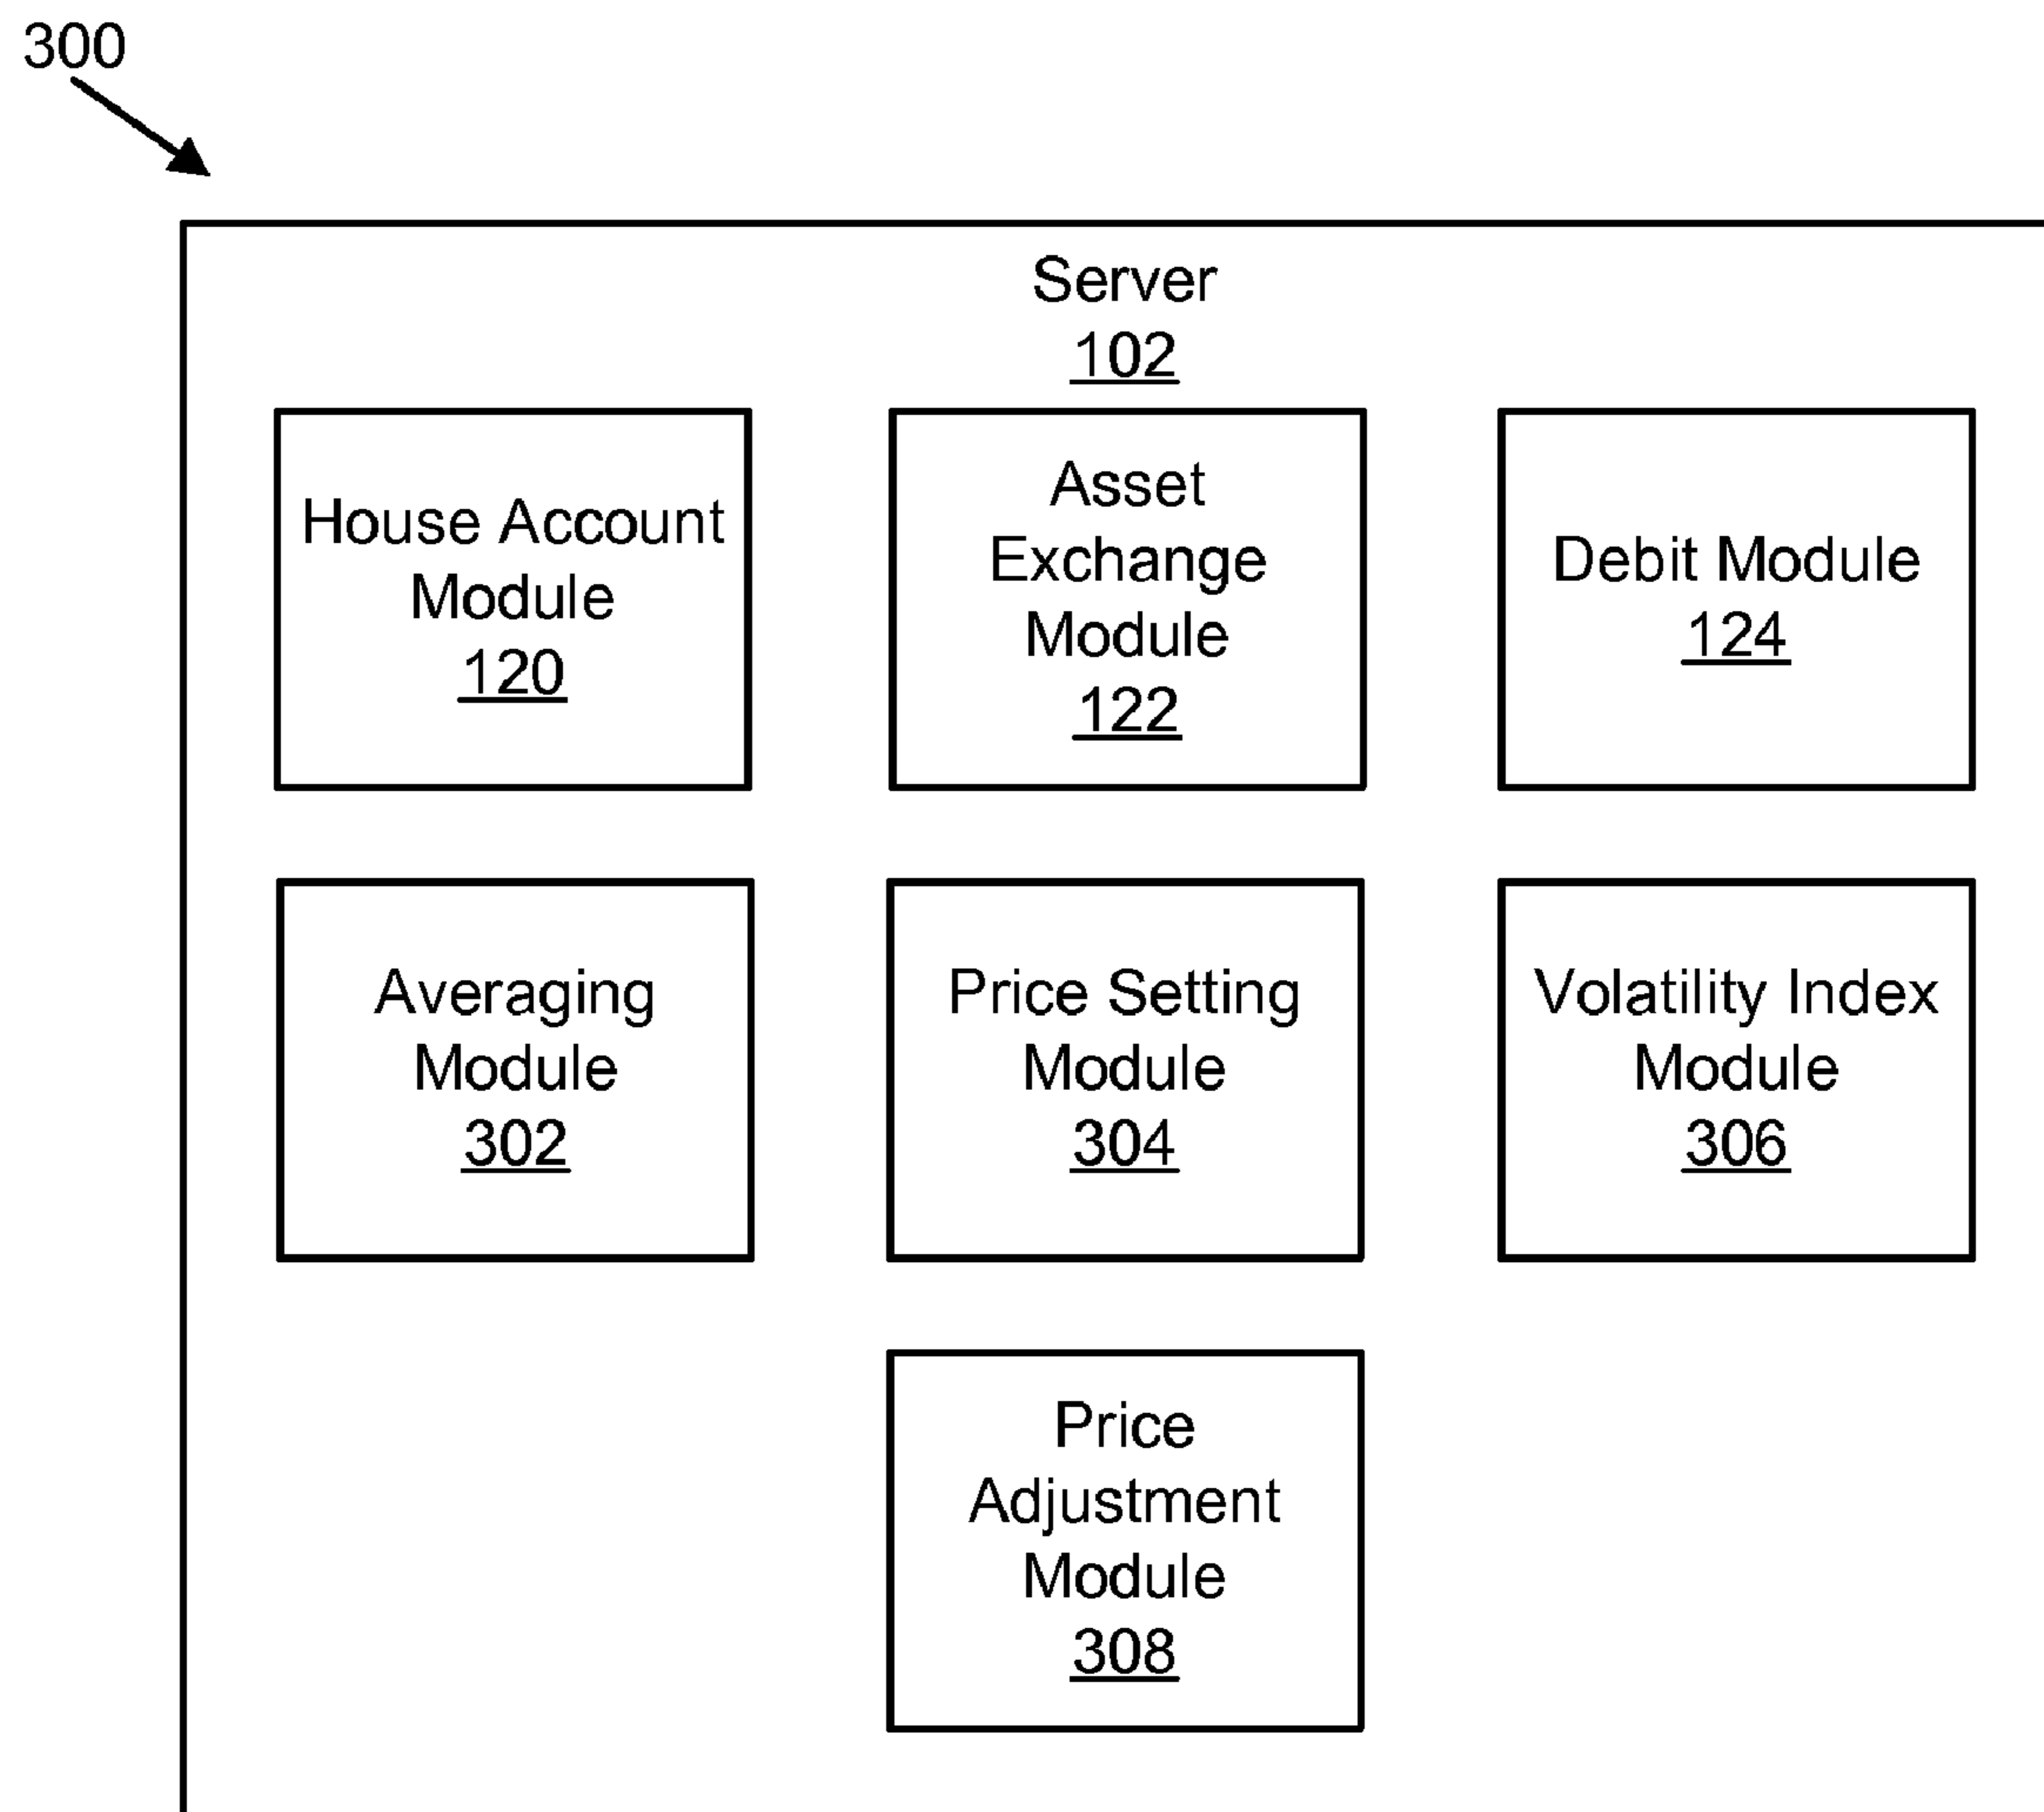 300
Server
102
House Account
Module
120
Asset
Exchange
Module
122
Debit Module
124
Averaging
Module
302
Price Setting
Module
304
Volatility Index
Module
306
Price
Adjustment
Module
308